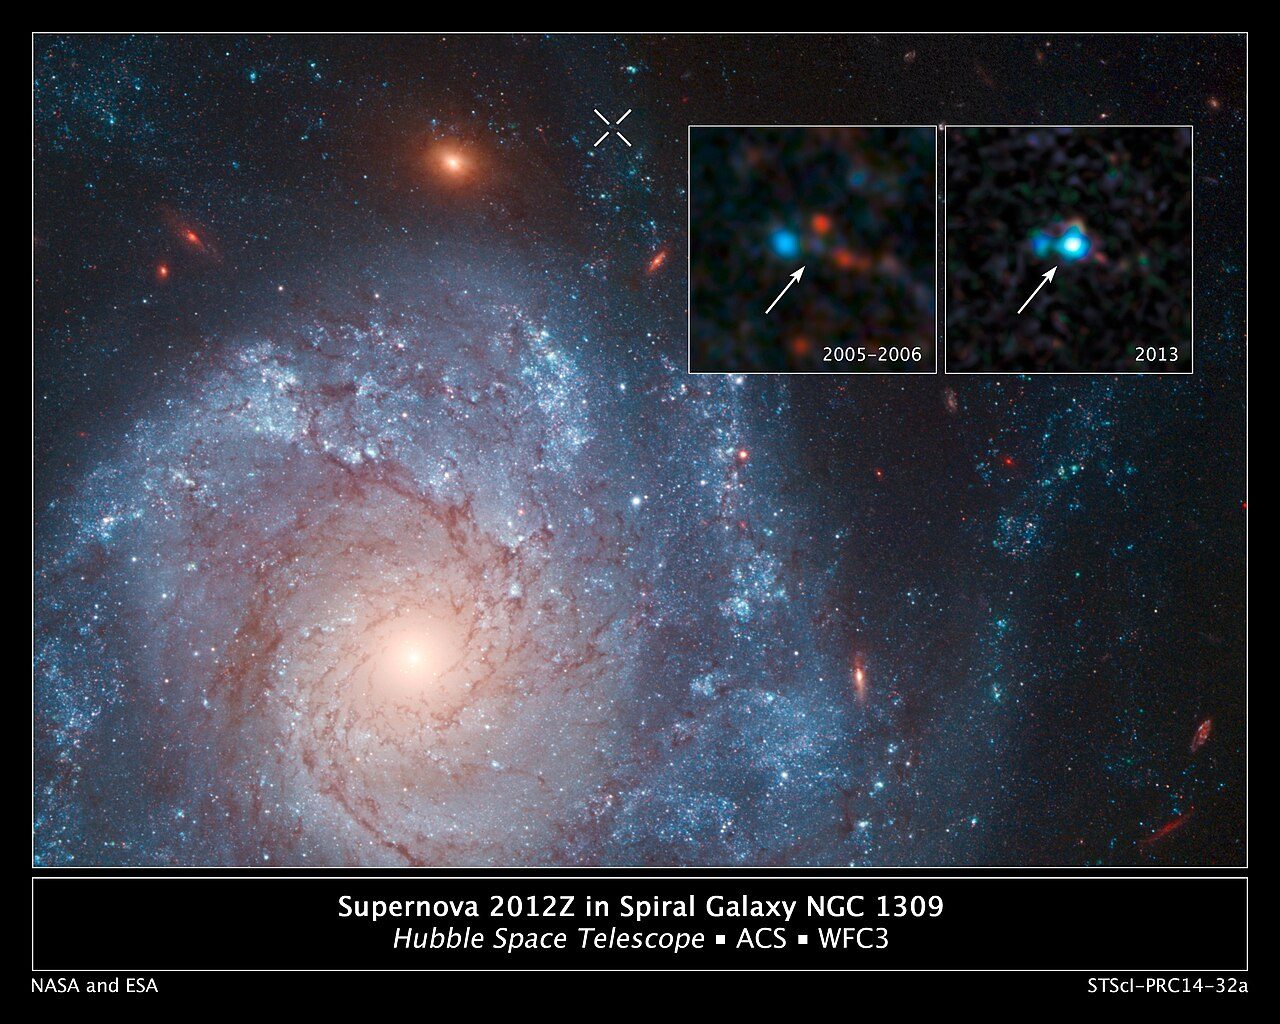 2005-2006
2013
Supernova 2012Z in Spiral Galaxy NGC 1309
Hubble Space Telescope ▪ ACS ▪ WFC3
NASA and ESA
STScI-PRC14-32a